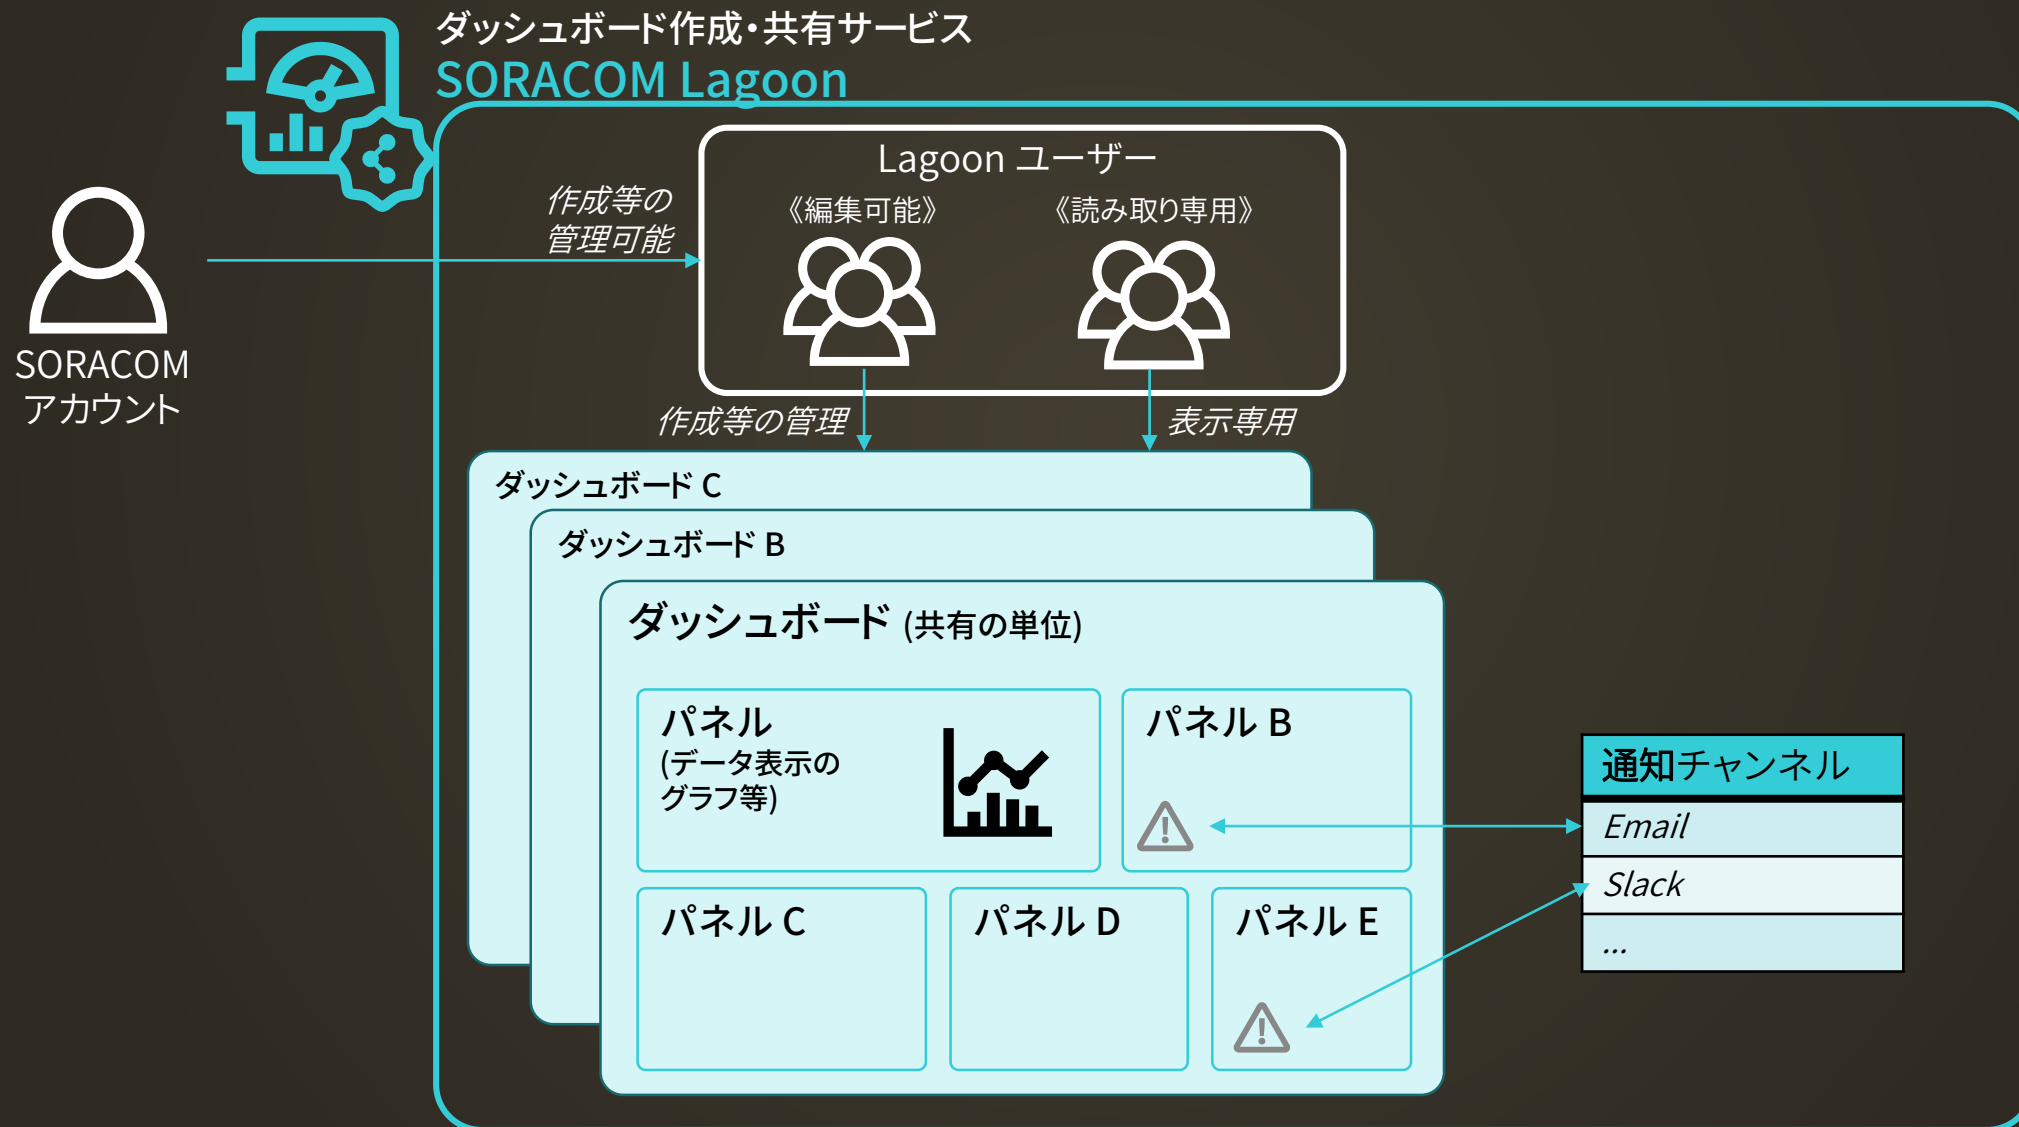 ダッシュボード作成・共有サービス
SORACOM Lagoon
Lagoon ユーザー
作成等の
管理可能
《編集可能》
《読み取り専用》
SORACOM
アカウント
作成等の管理
表示専用
ダッシュボード C
ダッシュボード B
ダッシュボード (共有の単位)
パネル
(データ表示の
グラフ等)
パネル B
通知チャンネル
Email
Slack
...
パネル C
パネル D
パネル E